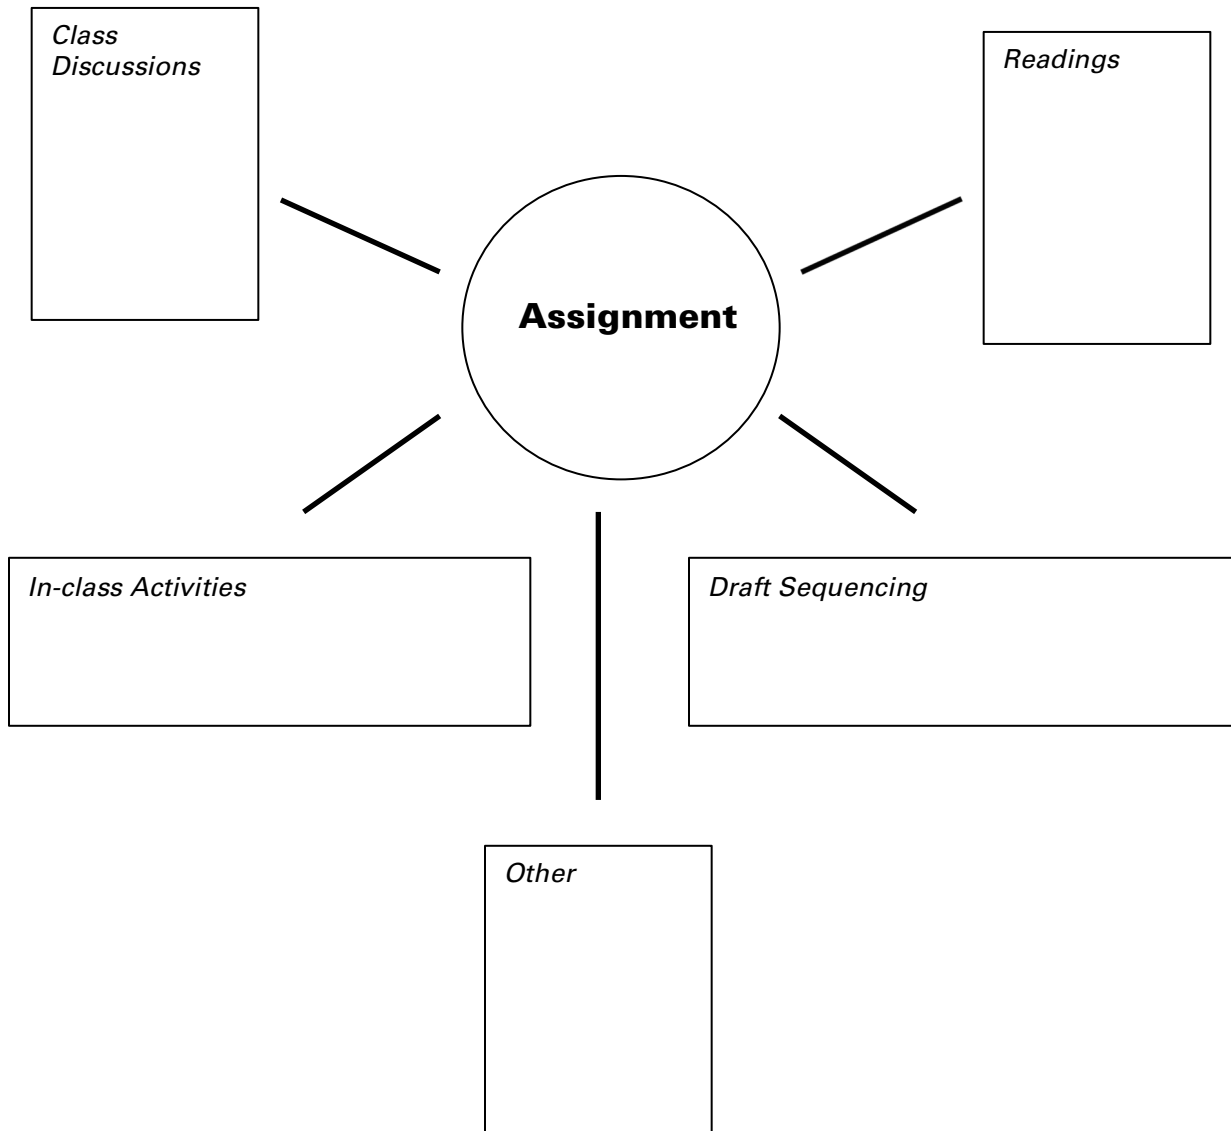 Class
Discussions
Readings
Assignment
In-class Activities
Draft Sequencing
Other